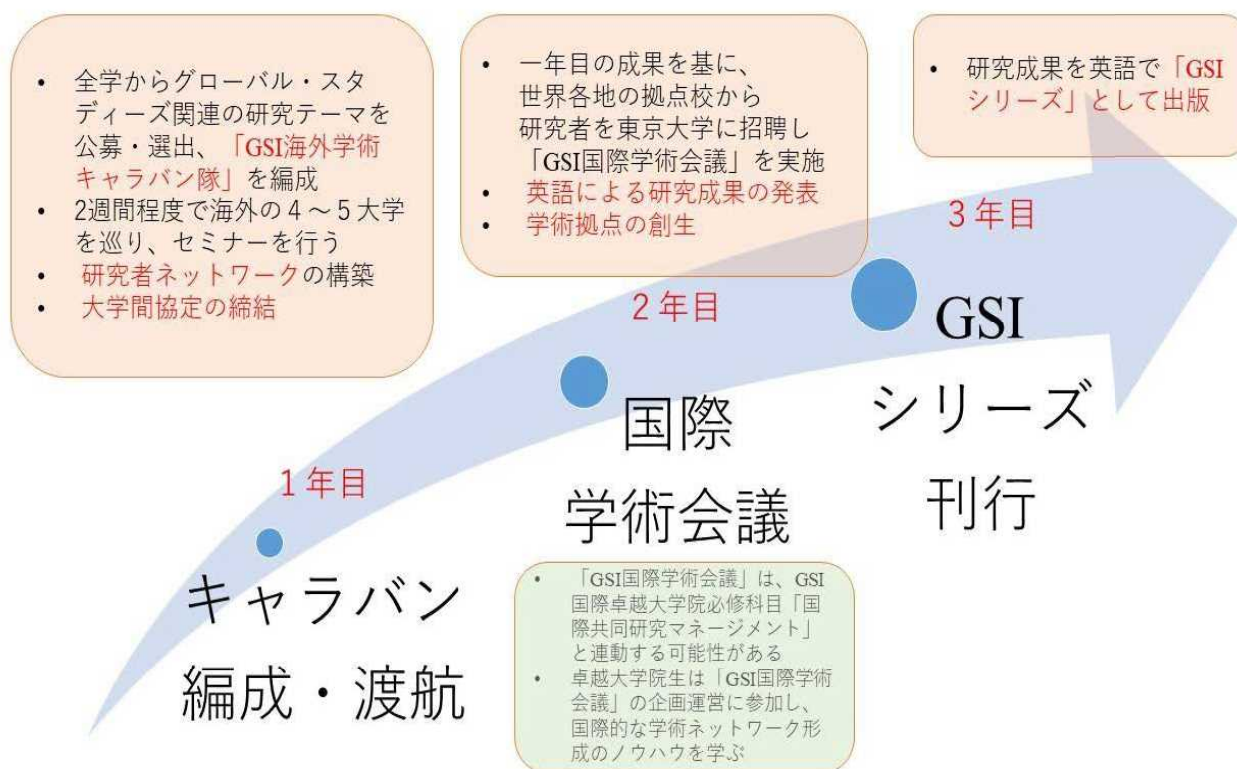 • 全学からグローバル・スタ
ディーズ関連の研究テーマを
公募・選出、「GSI海外学術
キャラバン隊」を編成
• 2週間程度で海外の４～５大学
を巡り、セミナーを行う
• 研究者ネットワークの構築
• 大学間協定の締結
1年目
キャラバン
編成・渡航
• 一年目の成果を基に、
世界各地の拠点校から
研究者を東京大学に招聘し
「GSI国際学術会議」を実施
• 英語による研究成果の発表
• 学術拠点の創生
2年目
国際
学術会議
• 「GSI国際学術会議」は、GSI
国際卓越大学院必修科目「国
際共同研究マネージメント」
と連動する可能性がある
• 卓越大学院生は「GSI国際学術
会議」の企画運営に参加し、
国際的な学術ネットワーク形
成のノウハウを学ぶ
• 研究成果を英語で「GSI
シリーズ」として出版
3年目
GSI
シリーズ
刊行